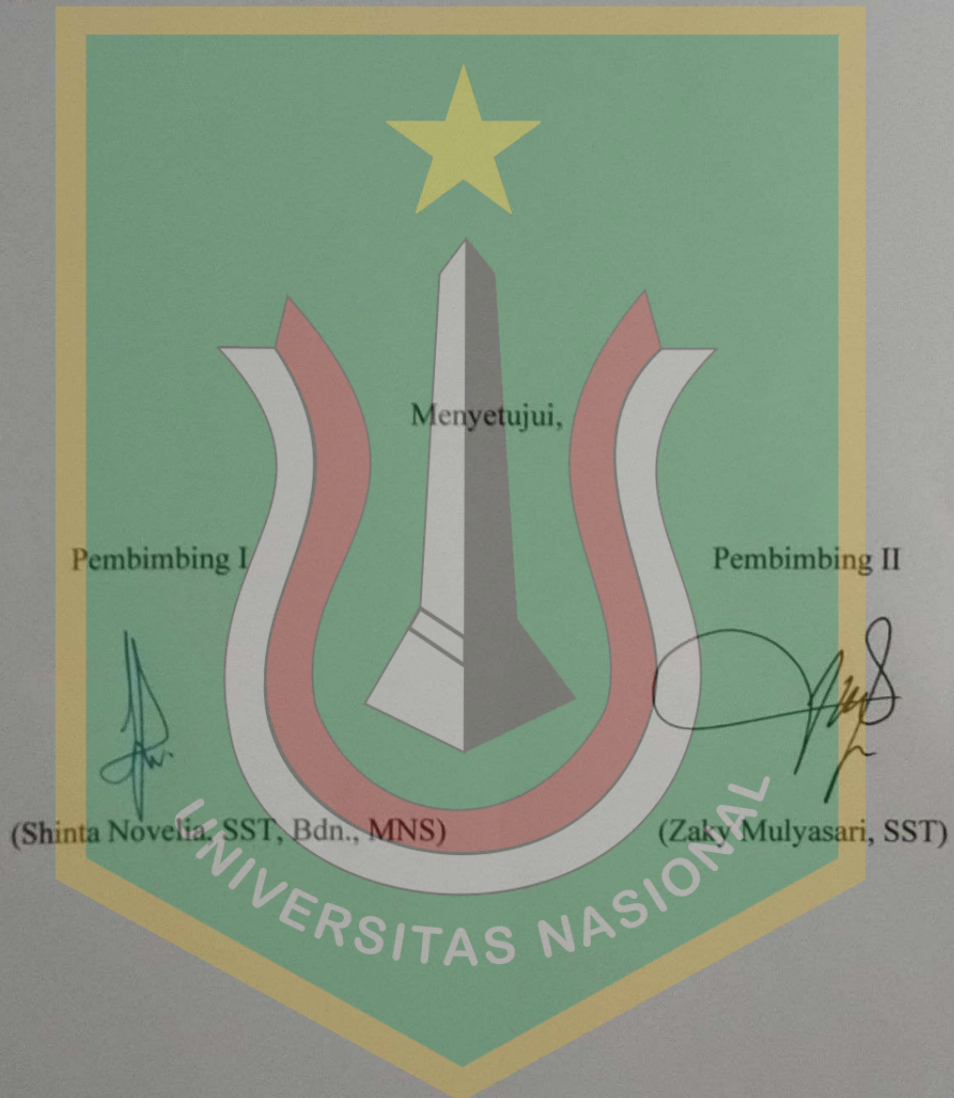 Menyetujui,
Pembimbing I
Pembimbing II
(Shinta Novelia, SST, Bdn., MNS)
(Zaky Mulyasari, SST)
UNIVERSITAS NASIONAL